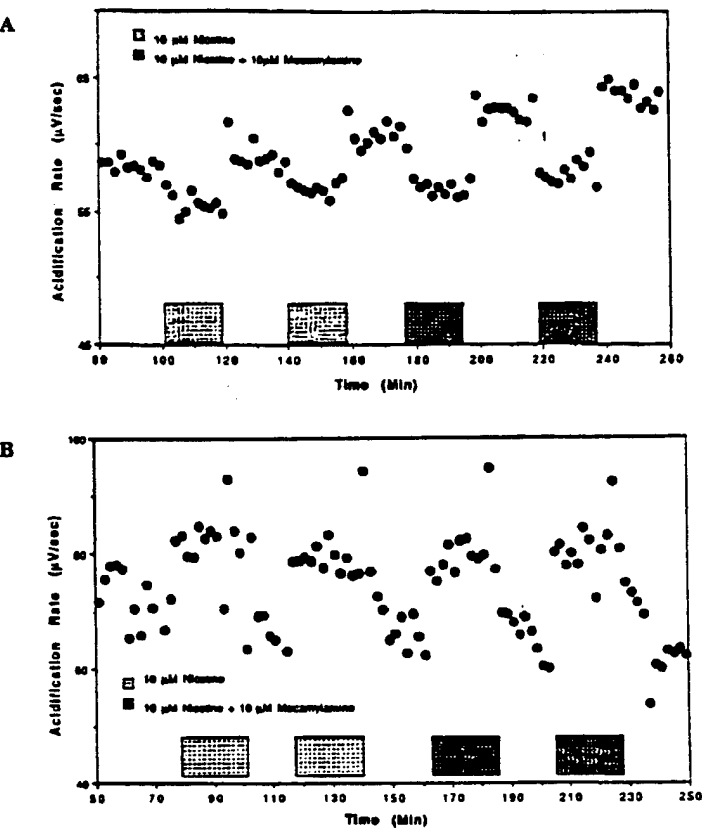 A
10 µM Nicotine
10 µM Nicotine + 10µM Mecamylamine
Acidification Rate (µV/sec)
65
55
45
80 100 120 140 160 180 200 220 240 260
Time (Min)
B
100
80
60
40
Acidification Rate (µV/sec)
10 µM Nicotine
10 µM Nicotine + 10 µM Mecamylamine
50 70 90 110 130 150 170 190 210 230 250
Time (Min)